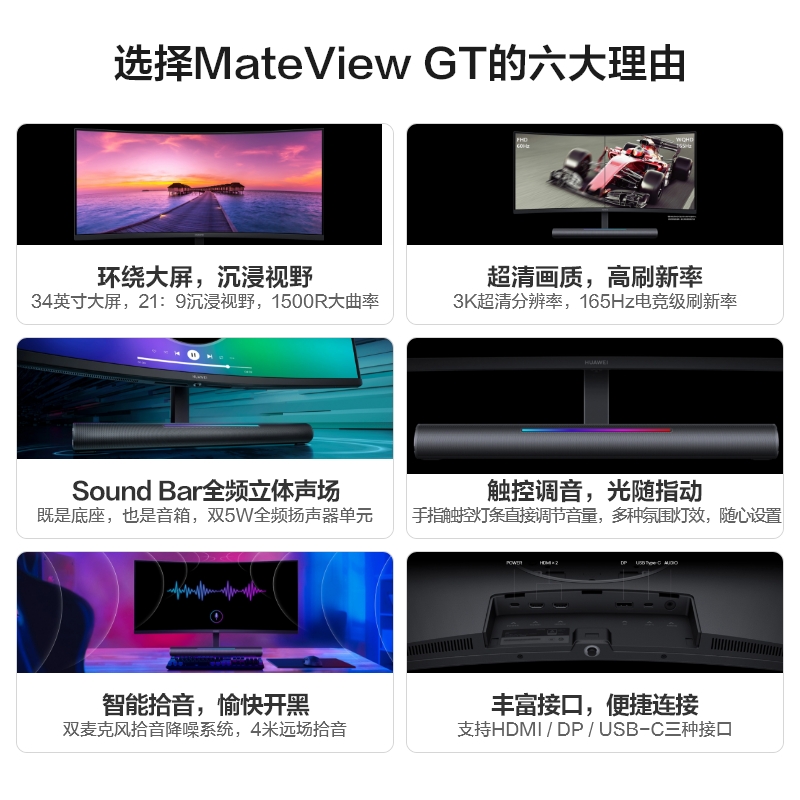 选择MateView GT的六大理由
FHD
60Hz
WQHD
165Hz
环绕大屏，沉浸视野
34英寸大屏，21：9沉浸视野，1500R大曲率
超清画质，高刷新率
3K超清分辨率，165Hz电竞级刷新率
HUAWEI
HUAWEI
Sound Bar全频立体声场
既是底座，也是音箱，双5W全频扬声器单元
触控调音，光随指动
手指触控灯条直接调节音量，多种氛围灯效，随心设置
POWER HDMI×2 DP USB Type-C AUDIO
智能拾音，愉快开黑
双麦克风拾音降噪系统，4米远场拾音
丰富接口，便捷连接
支持HDMI / DP / USB-C三种接口